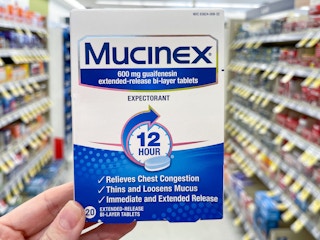 Mucinex®
600 mg guaifenesin
extended-release bi-layer tablets
EXPECTORANT
12
HOUR
✓ Relieves Chest Congestion
✓ Thins and Loosens Mucus
✓ Immediate and Extended Release
20 EXTENDED-RELEASE
BI-LAYER TABLETS